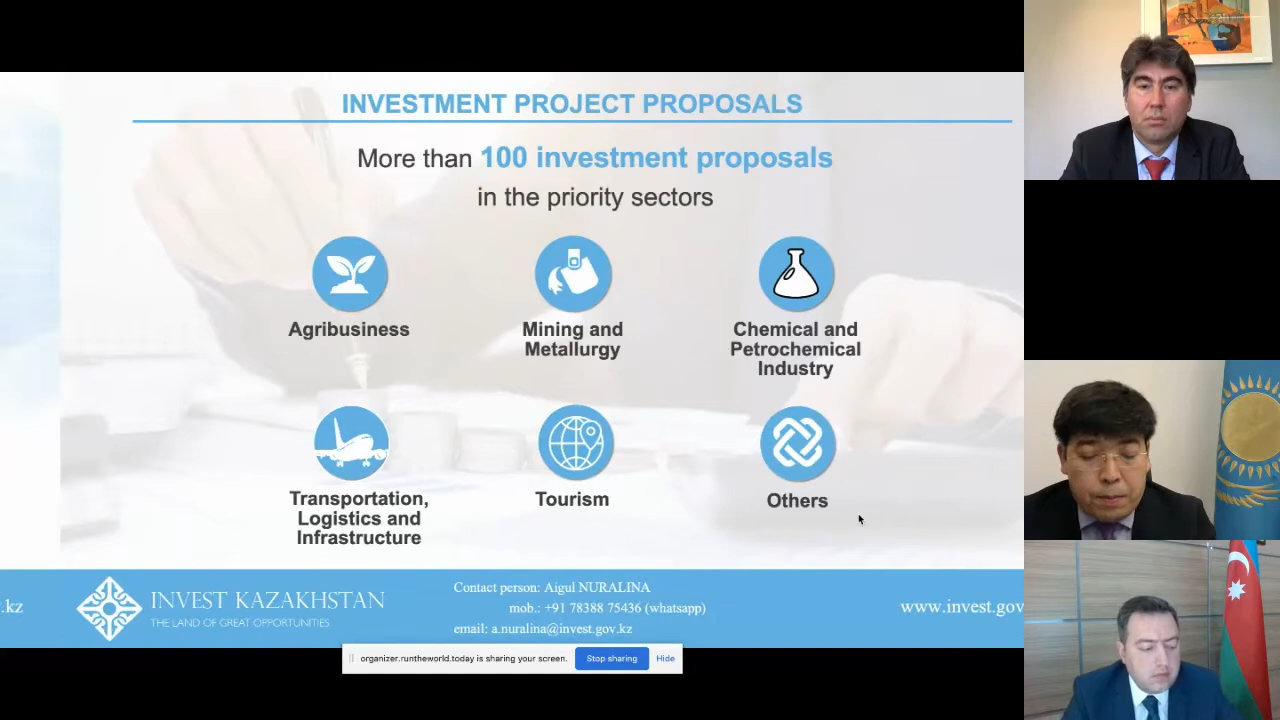 INVESTMENT PROJECT PROPOSALS
More than 100 investment proposals
in the priority sectors
Agribusiness
Mining and
Metallurgy
Chemical and
Petrochemical
Industry
Transportation,
Logistics and
Infrastructure
Tourism
Others
.kz
INVEST KAZAKHSTAN
THE LAND OF GREAT OPPORTUNITIES
Contact person: Aigul NURALINA
mob.: +91 78388 75436 (whatsapp)
email: a.nuralina@invest.gov.kz
www.invest.gov
organizer.runtheworld.today is sharing your screen.
Stop sharing
Hide